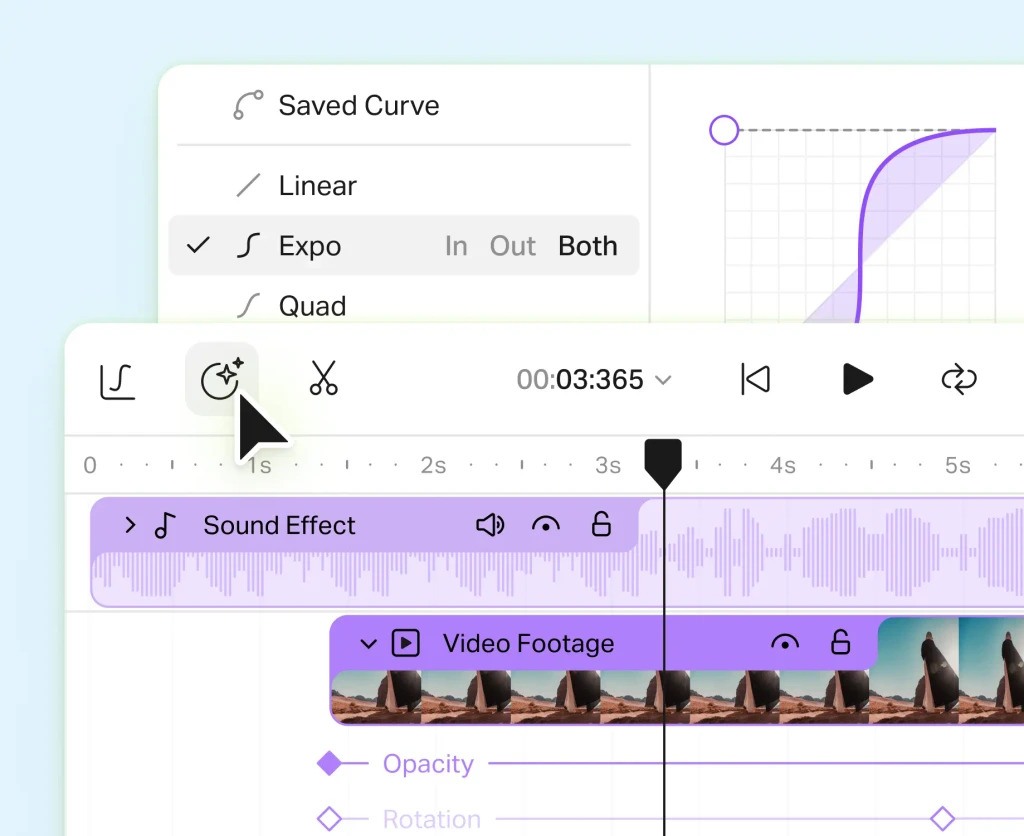 Saved Curve
Linear
Expo In Out Both
Quad
00:03:365
0 1s 2s 3s 4s 5s
Sound Effect
Video Footage
Opacity
Rotation